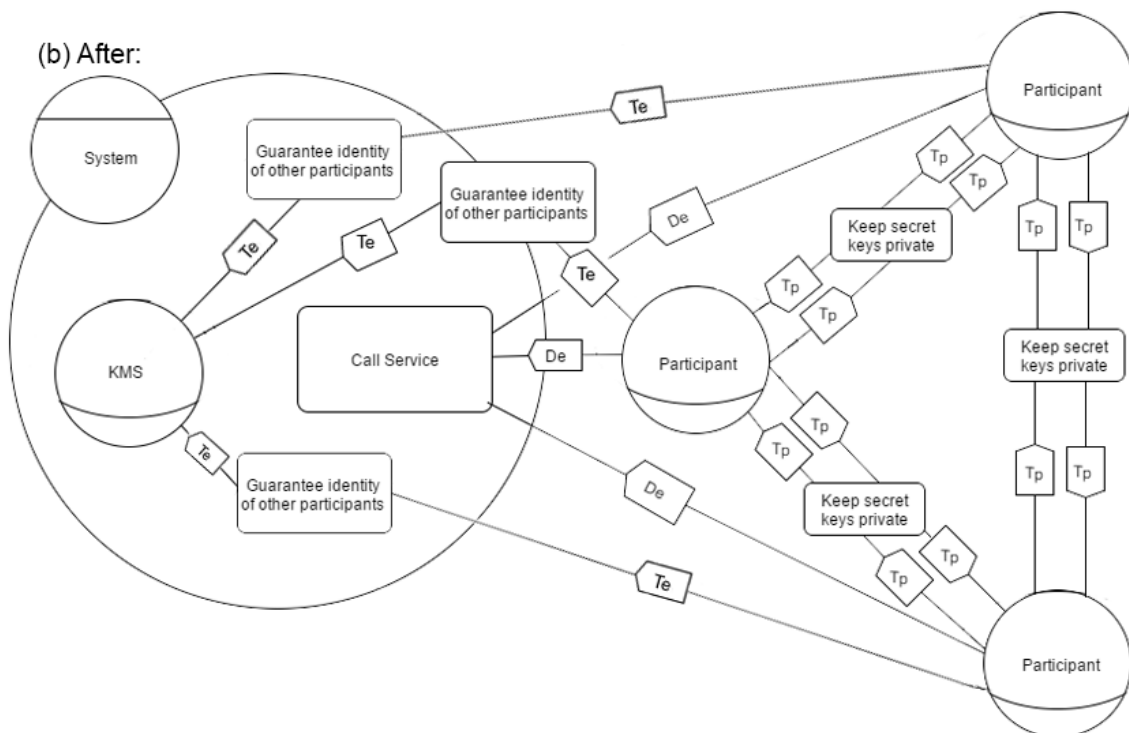 (b) After:
Participant
Te
System
Guarantee identity
of other participants
Tp
Tp
Guarantee identity
of other participants
De
Te
Te
Tp
Tp
Keep secret
keys private
Te
Tp
Tp
KMS
Call Service
De
Participant
Keep secret
keys private
Te
Tp
Tp
Guarantee identity
of other participants
De
Tp
Tp
Keep secret
keys private
Tp
Tp
Te
Participant